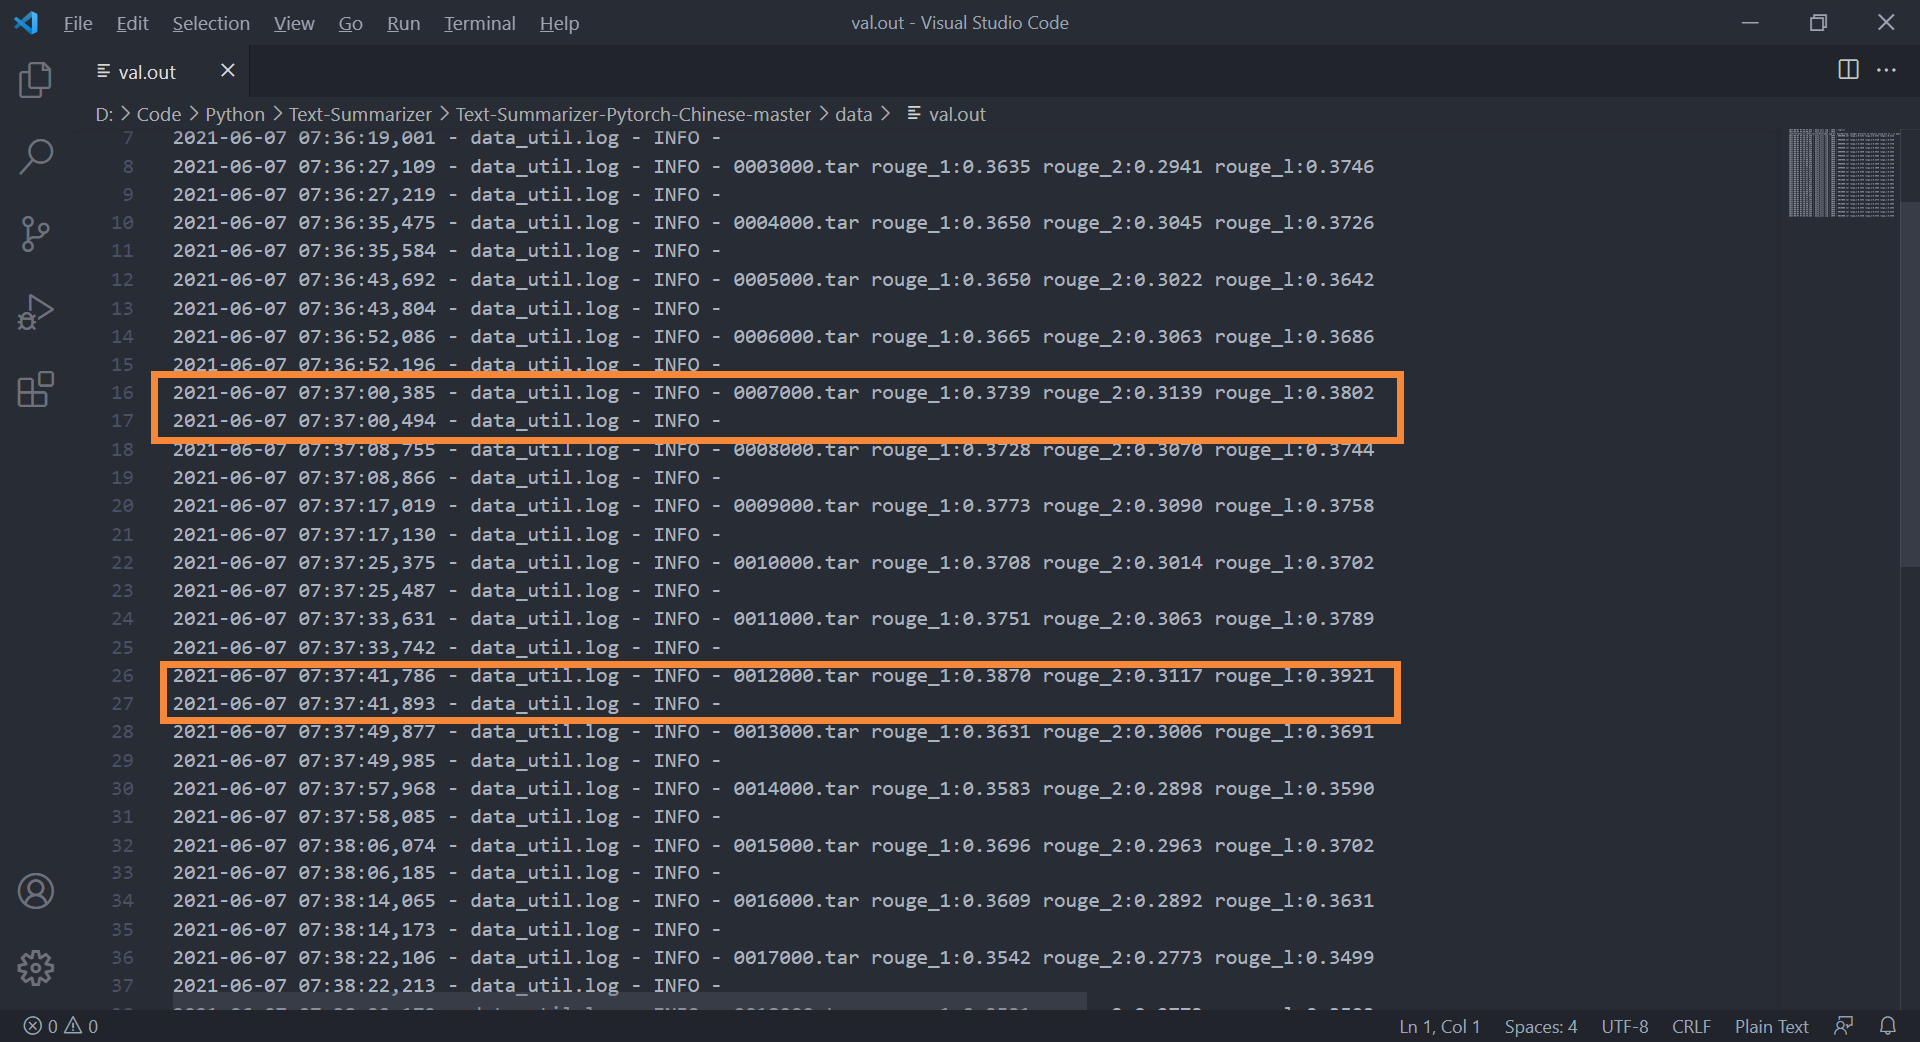 File Edit Selection View Go Run Terminal Help val.out - Visual Studio Code
val.out
D: > Code > Python > Text-Summarizer > Text-Summarizer-Pytorch-Chinese-master > data > val.out
7 2021-06-07 07:36:19,001 - data_util.log - INFO -
8 2021-06-07 07:36:27,109 - data_util.log - INFO - 0003000.tar rouge_1:0.3635 rouge_2:0.2941 rouge_l:0.3746
9 2021-06-07 07:36:27,219 - data_util.log - INFO -
10 2021-06-07 07:36:35,475 - data_util.log - INFO - 0004000.tar rouge_1:0.3650 rouge_2:0.3045 rouge_l:0.3726
11 2021-06-07 07:36:35,584 - data_util.log - INFO -
12 2021-06-07 07:36:43,692 - data_util.log - INFO - 0005000.tar rouge_1:0.3650 rouge_2:0.3022 rouge_l:0.3642
13 2021-06-07 07:36:43,804 - data_util.log - INFO -
14 2021-06-07 07:36:52,086 - data_util.log - INFO - 0006000.tar rouge_1:0.3665 rouge_2:0.3063 rouge_l:0.3686
15 2021-06-07 07:36:52,196 - data_util.log - INFO -
16 2021-06-07 07:37:00,385 - data_util.log - INFO - 0007000.tar rouge_1:0.3739 rouge_2:0.3139 rouge_l:0.3802
17 2021-06-07 07:37:00,494 - data_util.log - INFO -
18 2021-06-07 07:37:08,755 - data_util.log - INFO - 0008000.tar rouge_1:0.3728 rouge_2:0.3070 rouge_l:0.3744
19 2021-06-07 07:37:08,866 - data_util.log - INFO -
20 2021-06-07 07:37:17,019 - data_util.log - INFO - 0009000.tar rouge_1:0.3773 rouge_2:0.3090 rouge_l:0.3758
21 2021-06-07 07:37:17,130 - data_util.log - INFO -
22 2021-06-07 07:37:25,375 - data_util.log - INFO - 0010000.tar rouge_1:0.3708 rouge_2:0.3014 rouge_l:0.3702
23 2021-06-07 07:37:25,487 - data_util.log - INFO -
24 2021-06-07 07:37:33,631 - data_util.log - INFO - 0011000.tar rouge_1:0.3751 rouge_2:0.3063 rouge_l:0.3789
25 2021-06-07 07:37:33,742 - data_util.log - INFO -
26 2021-06-07 07:37:41,786 - data_util.log - INFO - 0012000.tar rouge_1:0.3870 rouge_2:0.3117 rouge_l:0.3921
27 2021-06-07 07:37:41,893 - data_util.log - INFO -
28 2021-06-07 07:37:49,877 - data_util.log - INFO - 0013000.tar rouge_1:0.3631 rouge_2:0.3006 rouge_l:0.3691
29 2021-06-07 07:37:49,985 - data_util.log - INFO -
30 2021-06-07 07:37:57,968 - data_util.log - INFO - 0014000.tar rouge_1:0.3583 rouge_2:0.2898 rouge_l:0.3590
31 2021-06-07 07:37:58,085 - data_util.log - INFO -
32 2021-06-07 07:38:06,074 - data_util.log - INFO - 0015000.tar rouge_1:0.3696 rouge_2:0.2963 rouge_l:0.3702
33 2021-06-07 07:38:06,185 - data_util.log - INFO -
34 2021-06-07 07:38:14,065 - data_util.log - INFO - 0016000.tar rouge_1:0.3609 rouge_2:0.2892 rouge_l:0.3631
35 2021-06-07 07:38:14,173 - data_util.log - INFO -
36 2021-06-07 07:38:22,106 - data_util.log - INFO - 0017000.tar rouge_1:0.3542 rouge_2:0.2773 rouge_l:0.3499
37 2021-06-07 07:38:22,213 - data_util.log - INFO -
0 0 Ln 1, Col 1 Spaces: 4 UTF-8 CRLF Plain Text